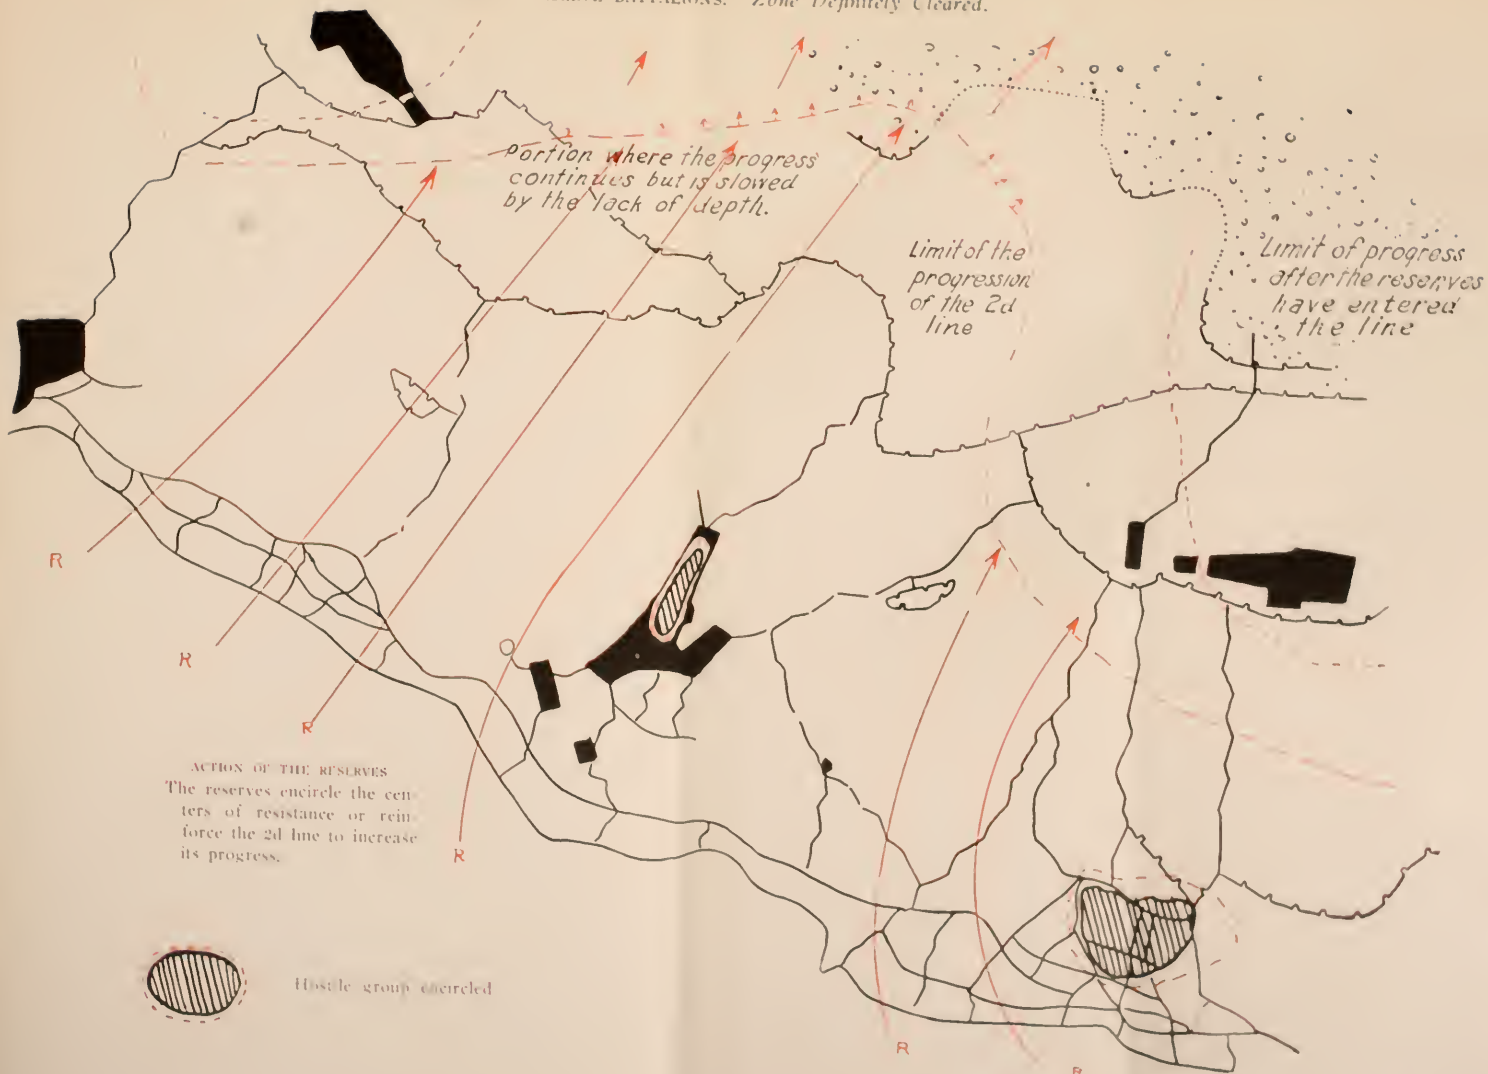 BATTALIONS. Zone Definitely Cleared.
Portion where the progress
continues but is slowed
by the lack of depth.
Limit of the
progression
of the 2d
line
Limit of progress
after the reserves
have entered
the line
R
R
R
R
ACTION OF THE RESERVES
The reserves encircle the cen-
ters of resistance or rein-
force the 2d line to increase
its progress.
Hostile group encircled
R
R